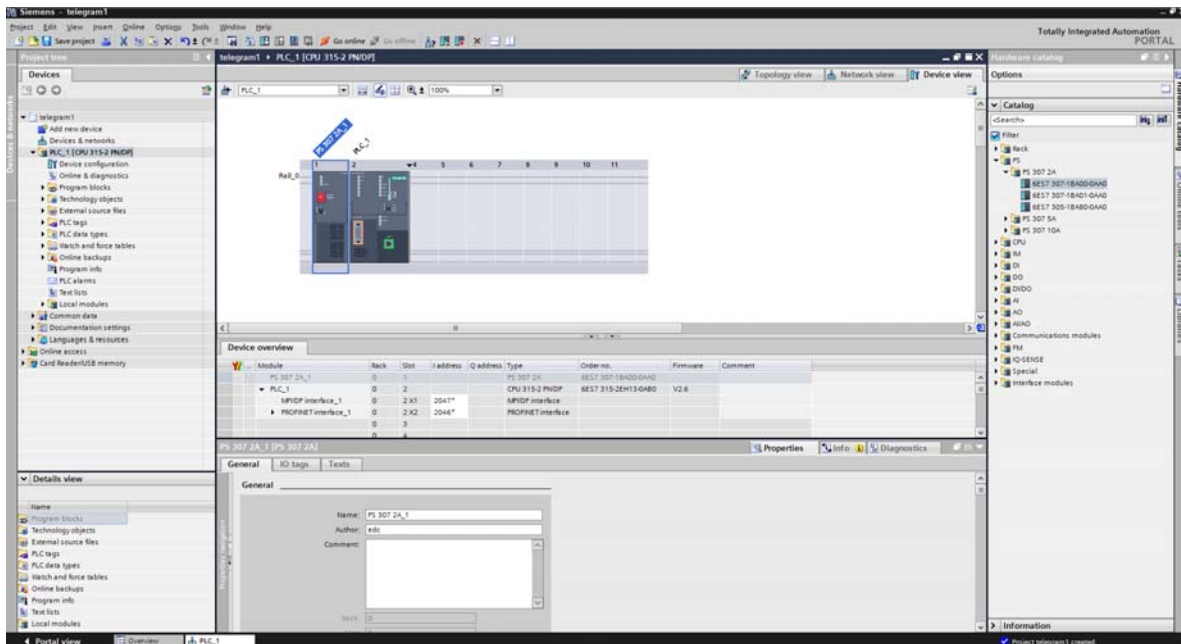 Siemens - telegram1
Project Edit View Insert Online Options Tools Window Help
Totally Integrated Automation
PORTAL
Save project
Go online
Go offline
Project tree
telegram1 ▸ PLC_1 [CPU 315-2 PN/DP]
Hardware catalog
Devices
Topology view
Network view
Device view
Options
PLC_1
100%
telegram1
Add new device
Devices & networks
PLC_1 [CPU 315-2 PN/DP]
Device configuration
Online & diagnostics
Program blocks
Technology objects
External source files
PLC tags
PLC data types
Watch and force tables
Online backups
Program info
PLC alarms
Text lists
Local modules
Common data
Documentation settings
Languages & resources
Online access
Card Reader/USB memory
PS 307 2A_1
PLC_1
1 2 4 5 6 7 8 9 10 11
Rail_0
Catalog
<Search>
Filter
Rack
PS
PS 307 2A
6ES7 307-1BA00-0AA0
6ES7 307-1BA01-0AA0
6ES7 305-1BA80-0AA0
PS 307 5A
PS 307 10A
CPU
IM
DI
DO
DI/DO
AI
AO
AI/AO
Communications modules
FM
IQ-SENSE
Special
Interface modules
Hardware catalog
Online tools
Tasks
Libraries
Devices & networks
Device overview
Module Rack Slot I address Q address Type Order no. Firmware Comment
PS 307 2A_1 0 1 PS 307 2A 6ES7 307-1BA00-0AA0
PLC_1 0 2 CPU 315-2 PN/DP 6ES7 315-2EH13-0AB0 V2.6
MPI/DP interface_1 0 2 X1 2047* MPI/DP interface
PROFINET interface_1 0 2 X2 2046* PROFINET interface
0 3
0 4
PS 307 2A_1 [PS 307 2A]
Properties
Info
Diagnostics
General
IO tags
Texts
General
Name: PS 307 2A_1
Author: edc
Comment:
Rack: 0
Details view
Name
Program blocks
Technology objects
External source files
PLC tags
PLC data types
Watch and force tables
Online backups
Program info
Text lists
Local modules
Information
Portal view
Overview
PLC_1
Project telegram1 created.